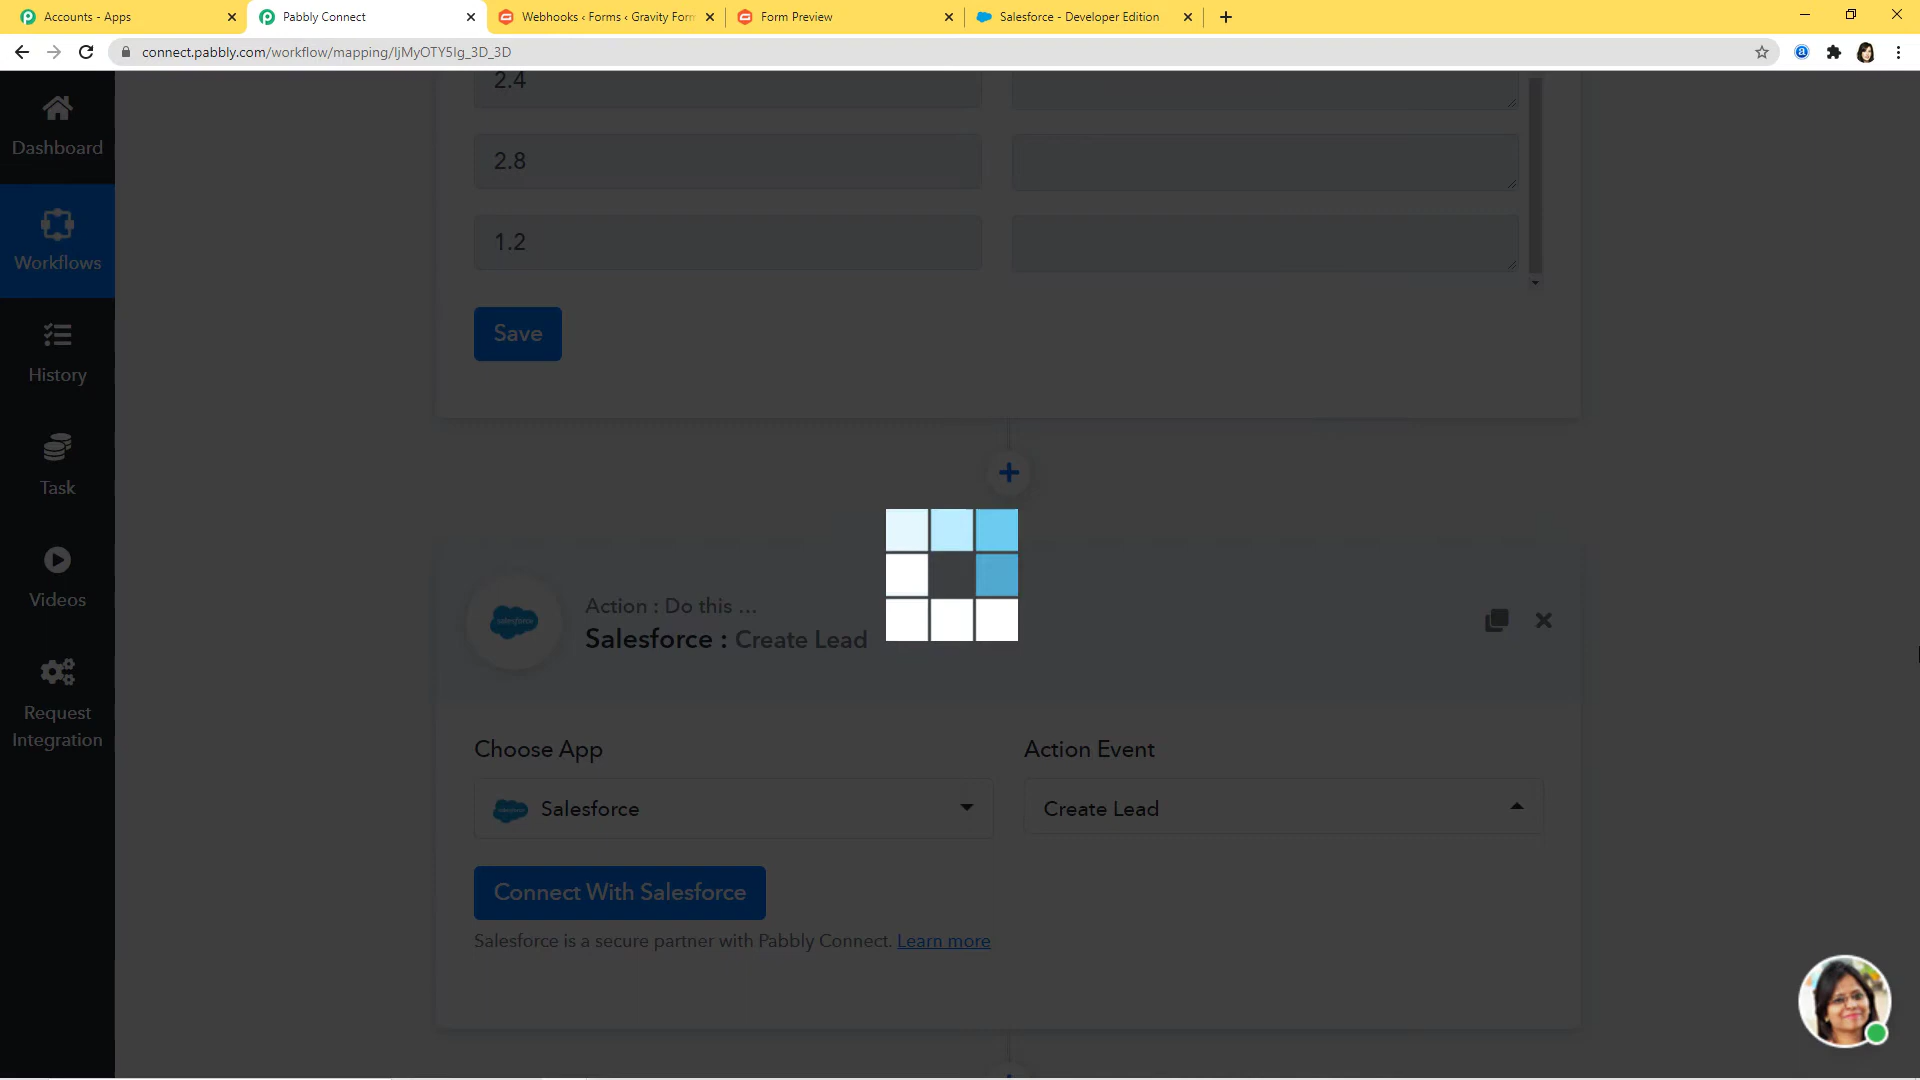 Accounts - Apps
Pabbly Connect
Webhooks ‹ Forms ‹ Gravity Form
Form Preview
Salesforce - Developer Edition
connect.pabbly.com/workflow/mapping/IjMyOTY5Ig_3D_3D
2.4
Dashboard
2.8
1.2
Workflows
Save
History
Task
Action : Do this ...
Salesforce : Create Lead
Videos
Request
Integration
Choose App
Action Event
salesforce
Salesforce
Create Lead
Connect With Salesforce
Salesforce is a secure partner with Pabbly Connect. Learn more